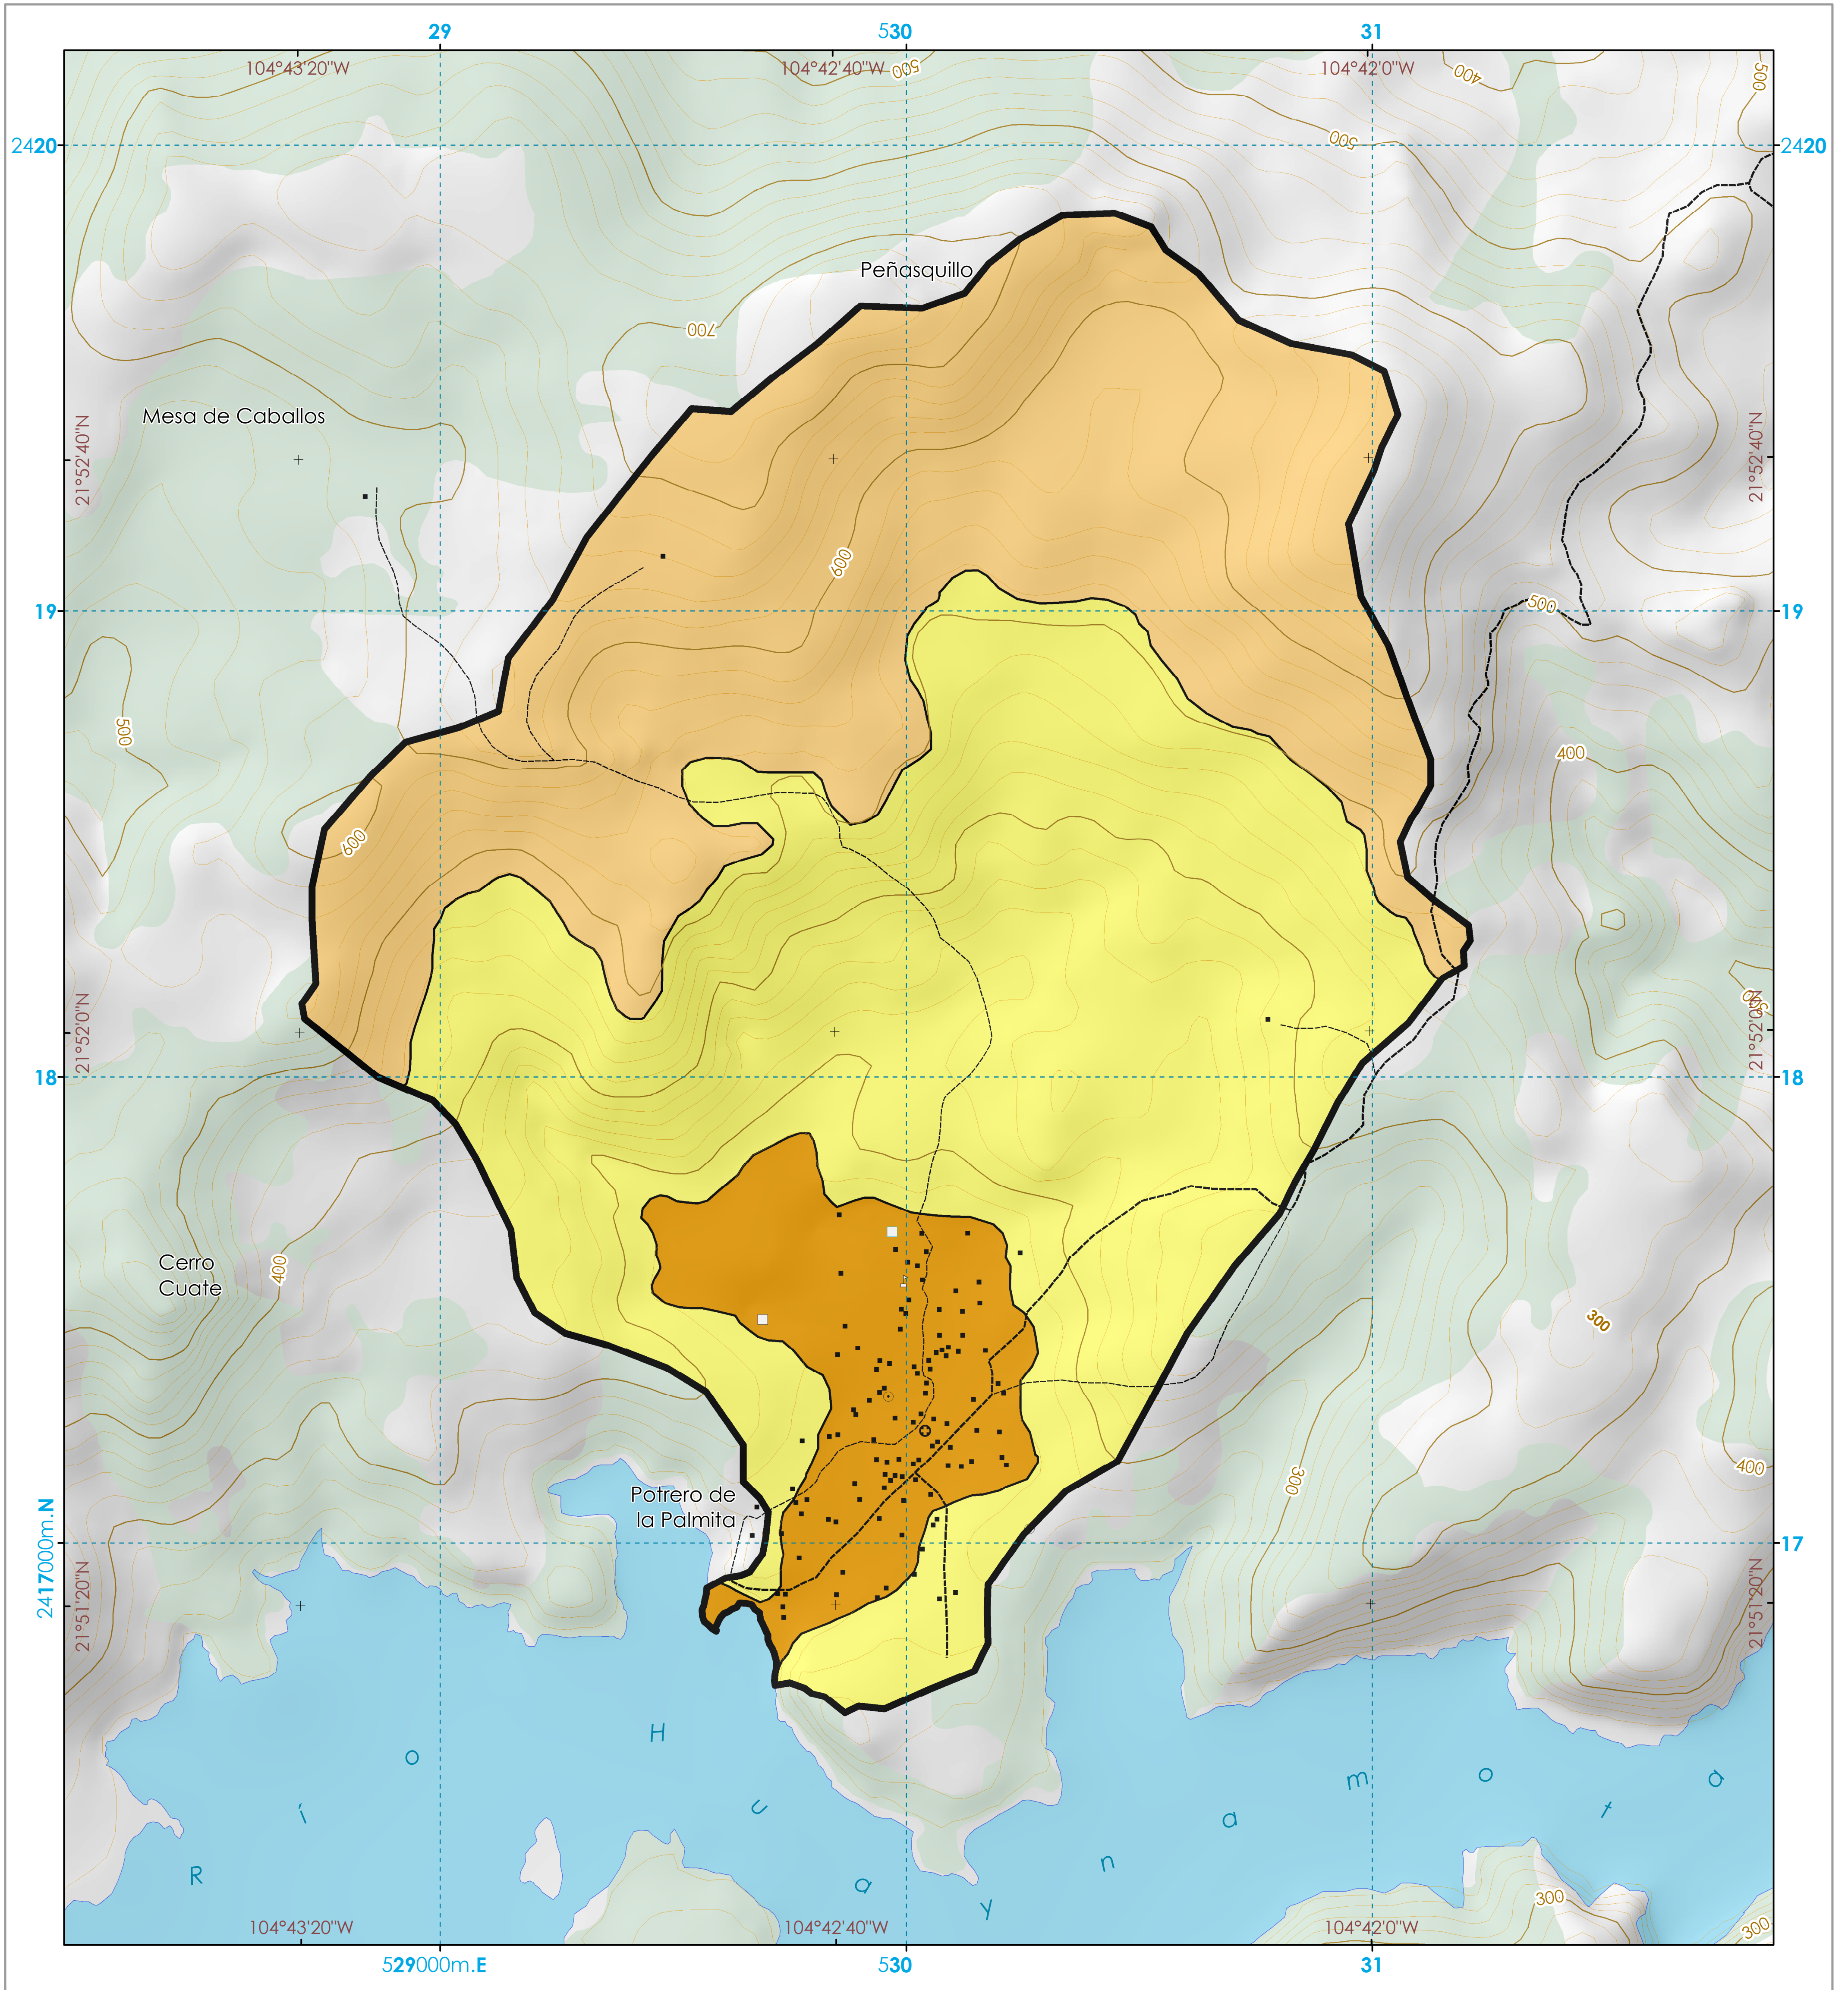 29
530
31
104°43'20"W
104°42'40"W
104°42'0"W
500
400
500
500
2420
2420
Peñasquillo
700
Mesa de Caballos
21°52'40"N
21°52'40"N
600
19
19
500
500
400
600
21°52'0"N
21°52'0"N
18
18
Cerro
Cuate
400
300
300
400
Potrero de
la Palmita
2417000m.N
17
21°51'20"N
21°51'20"N
Río Huaynamota
300
300
104°43'20"W
104°42'40"W
104°42'0"W
529000m.E
530
31